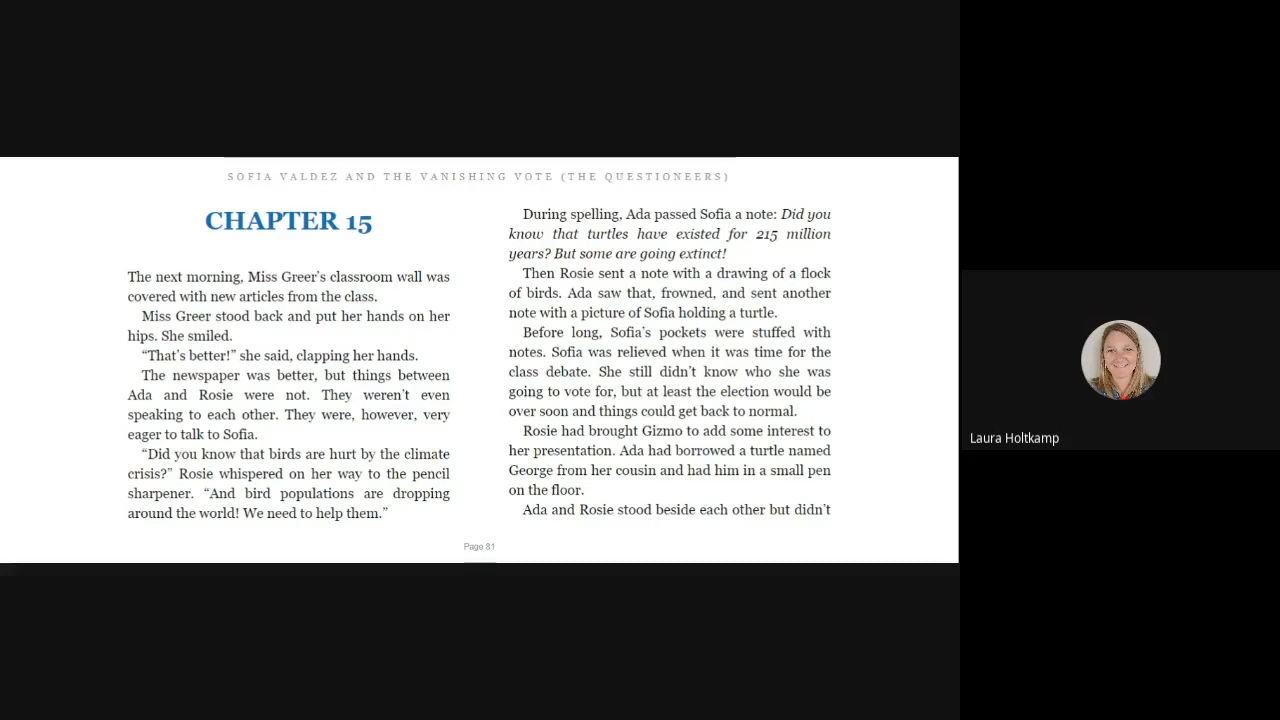 SOFIA VALDEZ AND THE VANISHING VOTE (THE QUESTIONEERS)
CHAPTER 15
The next morning, Miss Greer’s classroom wall was
covered with new articles from the class.
Miss Greer stood back and put her hands on her
hips. She smiled.
“That’s better!” she said, clapping her hands.
The newspaper was better, but things between
Ada and Rosie were not. They weren’t even
speaking to each other. They were, however, very
eager to talk to Sofia.
“Did you know that birds are hurt by the climate
crisis?” Rosie whispered on her way to the pencil
sharpener. “And bird populations are dropping
around the world! We need to help them.”
During spelling, Ada passed Sofia a note: Did you
know that turtles have existed for 215 million
years? But some are going extinct!
Then Rosie sent a note with a drawing of a flock
of birds. Ada saw that, frowned, and sent another
note with a picture of Sofia holding a turtle.
Before long, Sofia’s pockets were stuffed with
notes. Sofia was relieved when it was time for the
class debate. She still didn’t know who she was
going to vote for, but at least the election would be
over soon and things could get back to normal.
Rosie had brought Gizmo to add some interest to
her presentation. Ada had borrowed a turtle named
George from her cousin and had him in a small pen
on the floor.
Ada and Rosie stood beside each other but didn’t
Page 81
Laura Holtkamp